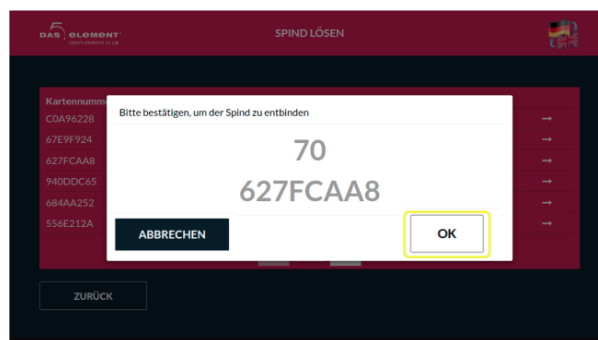 DAS 5 ELEMENT
SPIND LÖSEN
Bitte bestätigen, um der Spind zu entbinden
Kartennumme
C0A96228
67E9F924
627FCAA8
940DDC65
684AA252
556E212A
70
627FCAA8
ABBRECHEN
OK
ZURÜCK